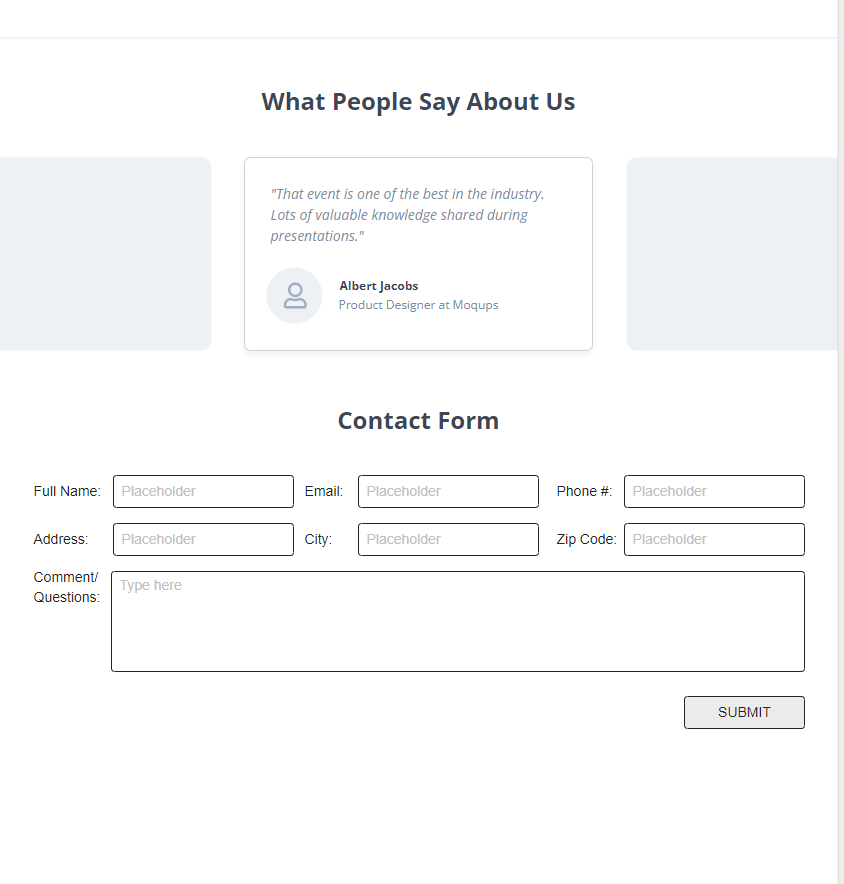 What People Say About Us
"That event is one of the best in the industry.
Lots of valuable knowledge shared during
presentations."
Albert Jacobs
Product Designer at Moqups
Contact Form
Full Name: Placeholder Email: Placeholder Phone #: Placeholder
Address: Placeholder City: Placeholder Zip Code: Placeholder
Comment/
Questions:
Type here
SUBMIT